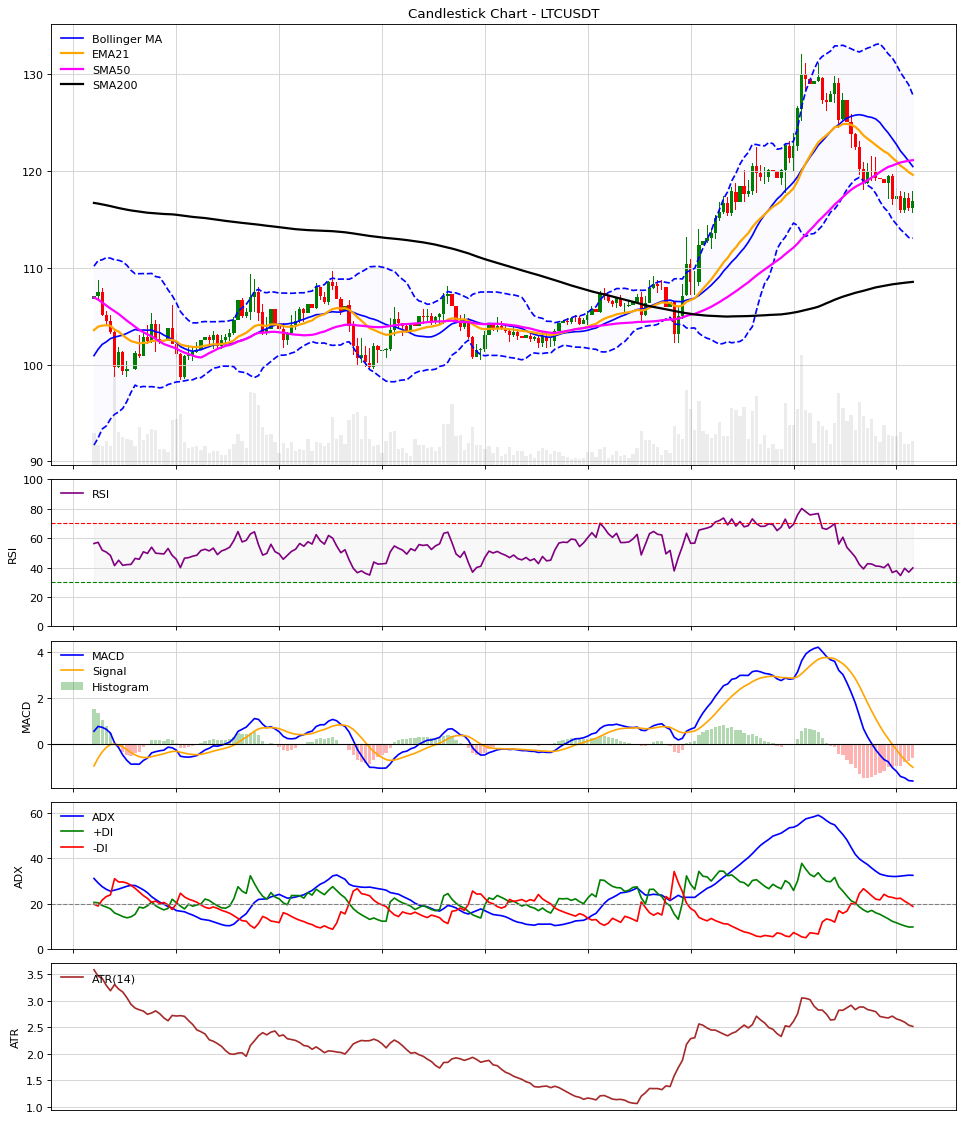 Candlestick Chart - LTCUSDT
Bollinger MA
EMA21
SMA50
SMA200
130
120
110
100
90
RSI
100
80
60
40
20
0
RSI
MACD
Signal
Histogram
4
2
0
MACD
ADX
+DI
-DI
60
40
20
0
ADX
ATR(14)
3.5
3.0
2.5
2.0
1.5
1.0
ATR